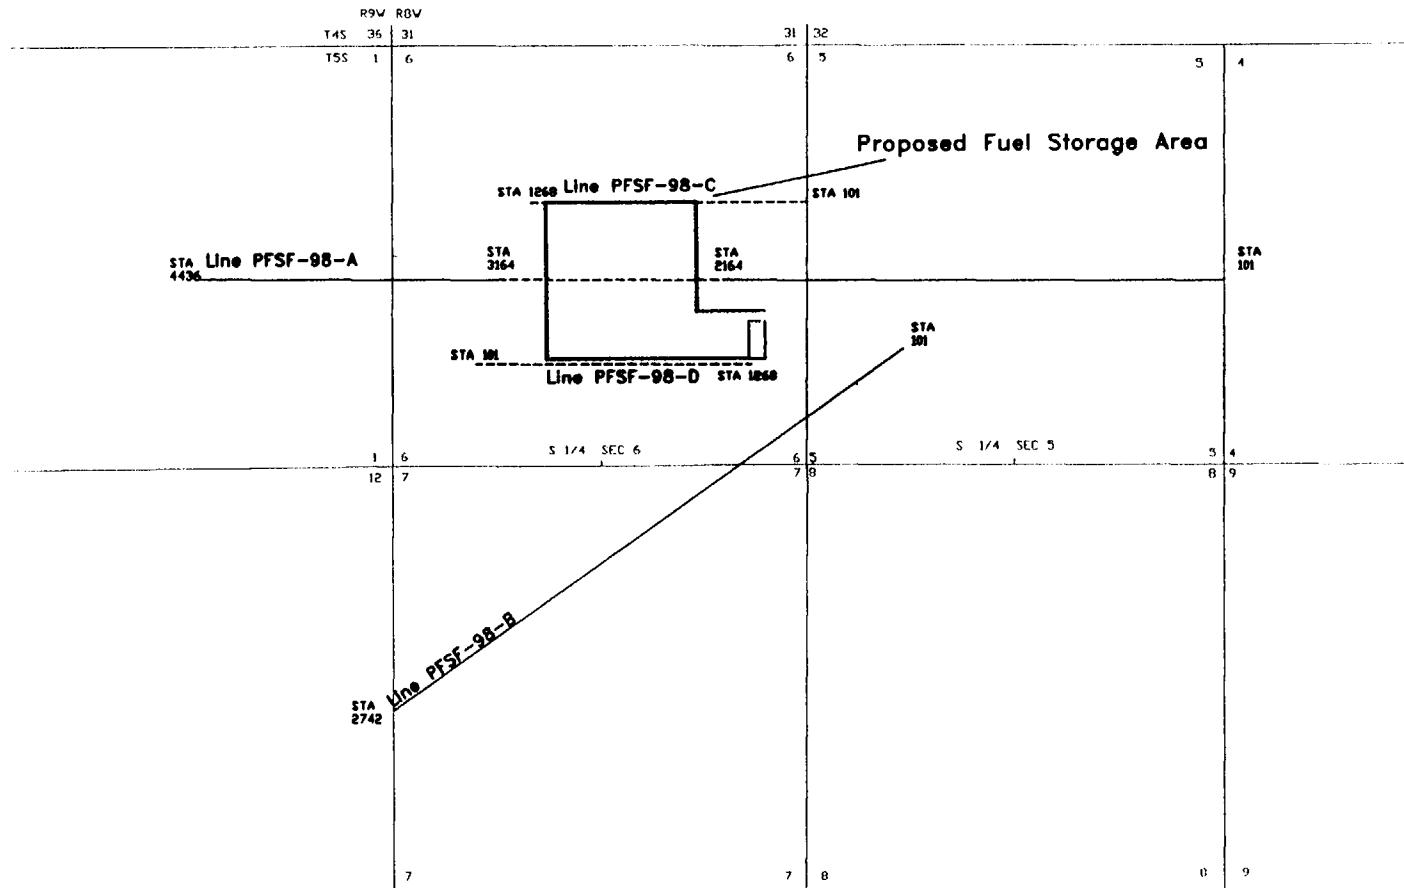 R9W R8W
T4S 36 31
31 32
T5S 1 6
6 5
5 4
Proposed Fuel Storage Area
STA 1268 Line PFSF-98-C
STA 101
STA
3164
STA
2164
STA
101
STA
4436
Line PFSF-98-A
STA
101
STA 101
Line PFSF-98-D STA 1268
S 1/4 SEC 6
S 1/4 SEC 5
1 6
6 5
5 4
12 7
7 8
8 9
Line PFSF-98-B
STA
2742
7
7 8
8 9